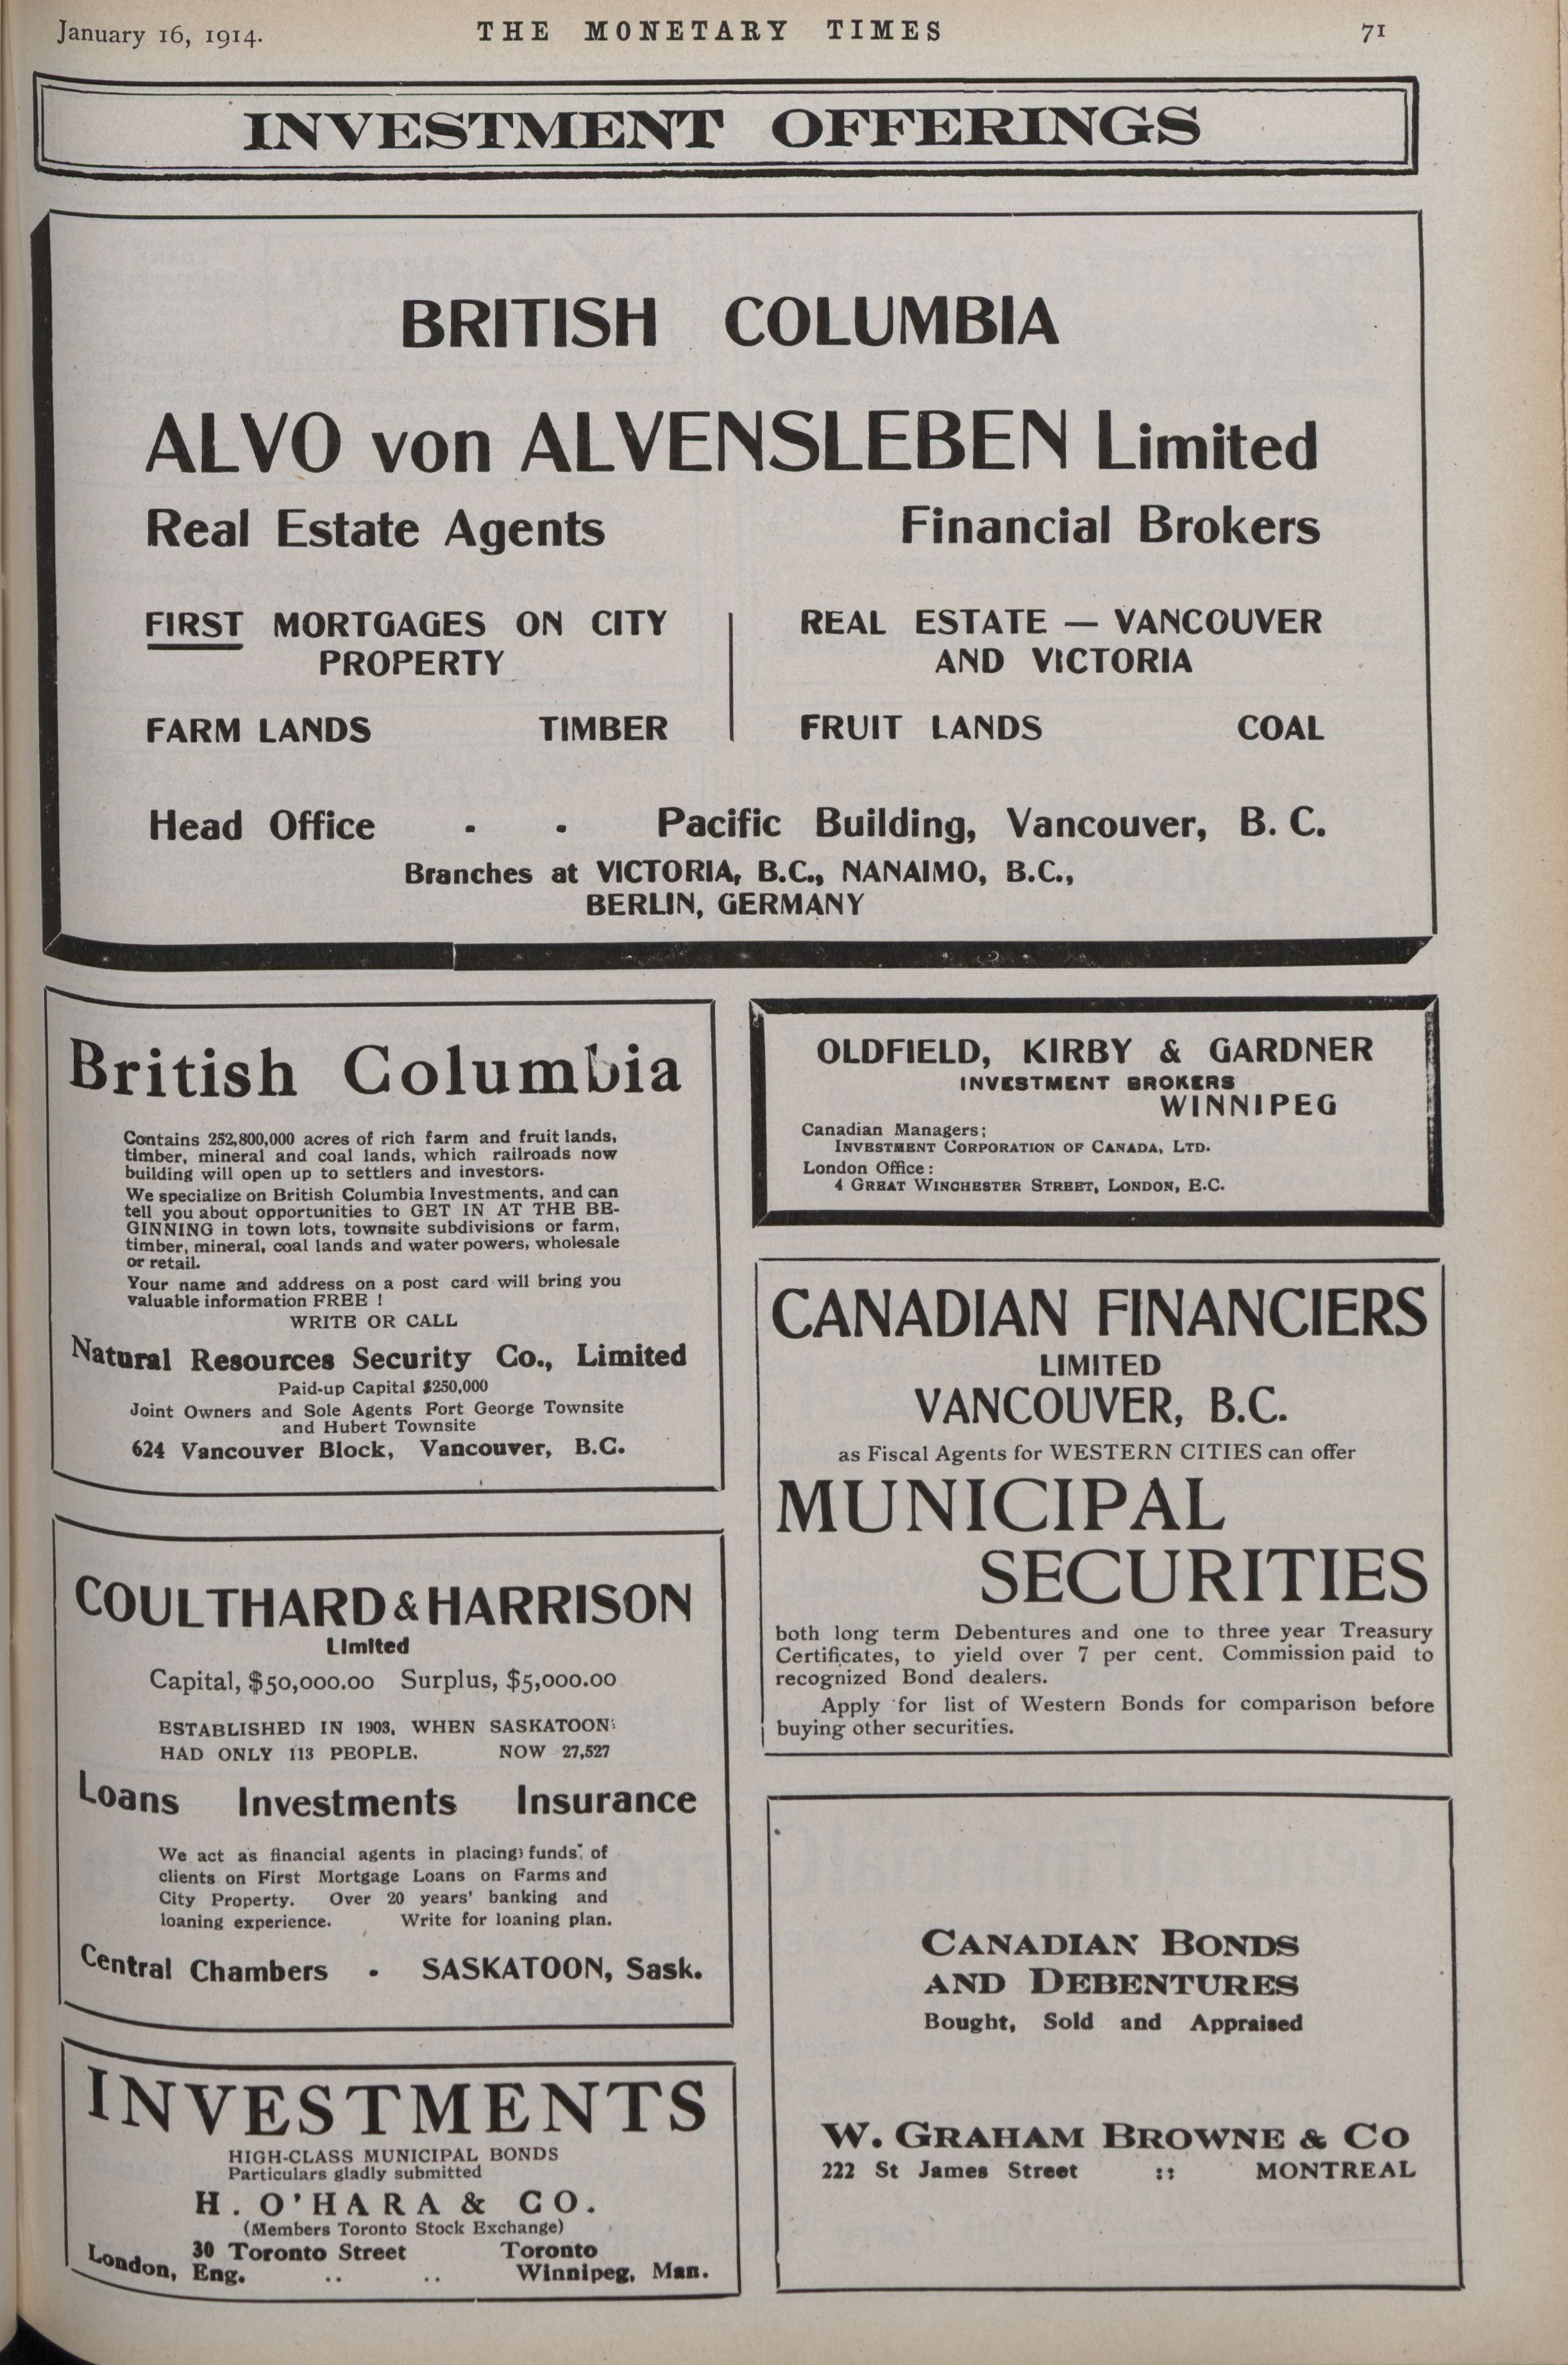 January 16, 1914.
THE MONETARY TIMES
71
INVESTMENT OFFERINGS
BRITISH COLUMBIA
ALVO von ALVENSLEBEN Limited
Real Estate Agents
Financial Brokers
FIRST MORTGAGES ON CITY
PROPERTY
FARM LANDS TIMBER
REAL ESTATE — VANCOUVER
AND VICTORIA
FRUIT LANDS COAL
Head Office - - Pacific Building, Vancouver, B. C.
Branches at VICTORIA, B.C., NANAIMO, B.C.,
BERLIN, GERMANY
British Columbia
Contains 252,800,000 acres of rich farm and fruit lands,
timber, mineral and coal lands, which railroads now
building will open up to settlers and investors.
We specialize on British Columbia Investments, and can
tell you about opportunities to GET IN AT THE BE-
GINNING in town lots, townsite subdivisions or farm,
timber, mineral, coal lands and water powers, wholesale
or retail.
Your name and address on a post card will bring you
valuable information FREE !
WRITE OR CALL
Natural Resources Security Co., Limited
Paid-up Capital $250,000
Joint Owners and Sole Agents Fort George Townsite
and Hubert Townsite
624 Vancouver Block, Vancouver, B.C.
COULTHARD & HARRISON
Limited
Capital, $50,000.00 Surplus, $5,000.00
ESTABLISHED IN 1903, WHEN SASKATOON
HAD ONLY 113 PEOPLE. NOW 27,527
Loans Investments Insurance
We act as financial agents in placing funds of
clients on First Mortgage Loans on Farms and
City Property. Over 20 years' banking and
loaning experience. Write for loaning plan.
Central Chambers - SASKATOON, Sask.
INVESTMENTS
HIGH-CLASS MUNICIPAL BONDS
Particulars gladly submitted
H. O'HARA & CO.
(Members Toronto Stock Exchange)
30 Toronto Street Toronto
London, Eng. .. .. Winnipeg, Man.
OLDFIELD, KIRBY & GARDNER
INVESTMENT BROKERS
WINNIPEG
Canadian Managers;
INVESTMENT CORPORATION OF CANADA, LTD.
London Office:
4 GREAT WINCHESTER STREET, LONDON, E.C.
CANADIAN FINANCIERS
LIMITED
VANCOUVER, B.C.
as Fiscal Agents for WESTERN CITIES can offer
MUNICIPAL
SECURITIES
both long term Debentures and one to three year Treasury
Certificates, to yield over 7 per cent. Commission paid to
recognized Bond dealers.
Apply for list of Western Bonds for comparison before
buying other securities.
CANADIAN BONDS
AND DEBENTURES
Bought, Sold and Appraised
W. GRAHAM BROWNE & CO
222 St James Street :: MONTREAL